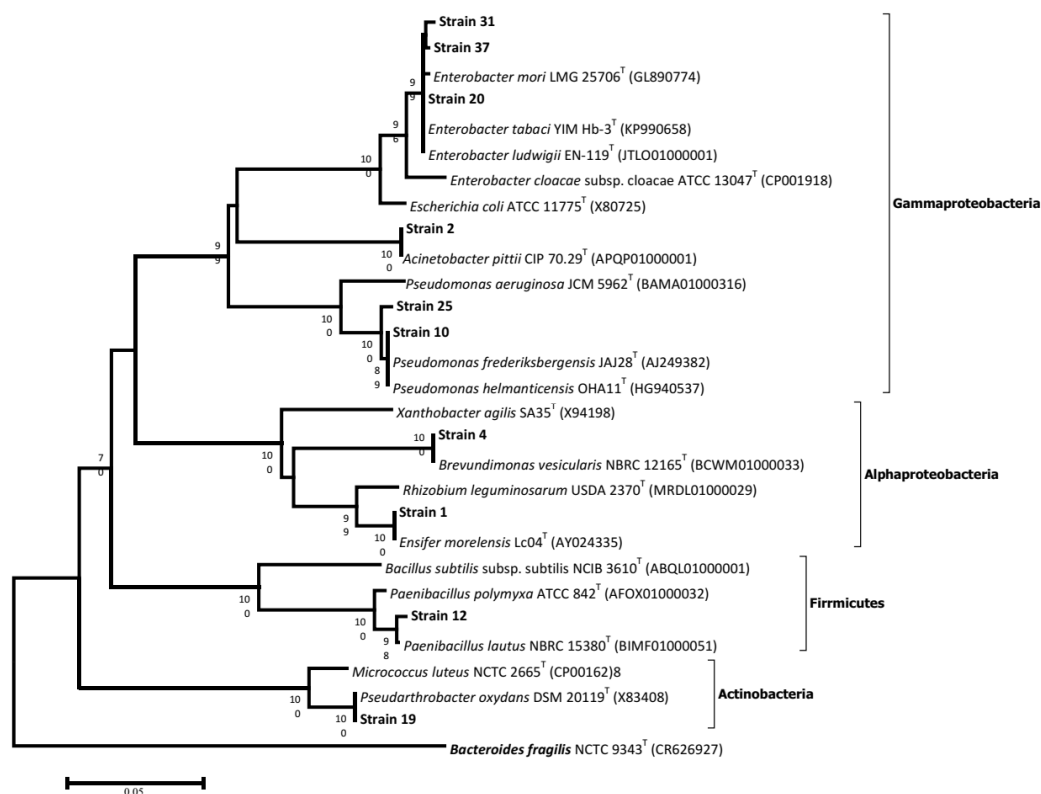 Strain 31
Strain 37
9
9
Enterobacter mori LMG 25706T (GL890774)
Strain 20
9
6
Enterobacter tabaci YIM Hb-3T (KP990658)
Enterobacter ludwigii EN-119T (JTLO01000001)
10
0
Enterobacter cloacae subsp. cloacae ATCC 13047T (CP001918)
Escherichia coli ATCC 11775T (X80725)
Gammaproteobacteria
Strain 2
9
9
10
0
Acinetobacter pittii CIP 70.29T (APQP01000001)
Pseudomonas aeruginosa JCM 5962T (BAMA01000316)
Strain 25
10
0
Strain 10
10
0
Pseudomonas frederiksbergensis JAJ28T (AJ249382)
8
9
Pseudomonas helmanticensis OHA11T (HG940537)
Xanthobacter agilis SA35T (X94198)
Strain 4
10
0
10
0
Brevundimonas vesicularis NBRC 12165T (BCWM01000033)
7
0
Alphaproteobacteria
Rhizobium leguminosarum USDA 2370T (MRDL01000029)
Strain 1
9
9
10
0
Ensifer morelensis Lc04T (AY024335)
Bacillus subtilis subsp. subtilis NCIB 3610T (ABQL01000001)
Paenibacillus polymyxa ATCC 842T (AFOX01000032)
10
0
Firrmicutes
Strain 12
10
0
9
8
Paenibacillus lautus NBRC 15380T (BIMF01000051)
Micrococcus luteus NCTC 2665T (CP00162)8
Actinobacteria
Pseudarthrobacter oxydans DSM 20119T (X83408)
10
0
10
0
Strain 19
Bacteroides fragilis NCTC 9343T (CR626927)
0.05